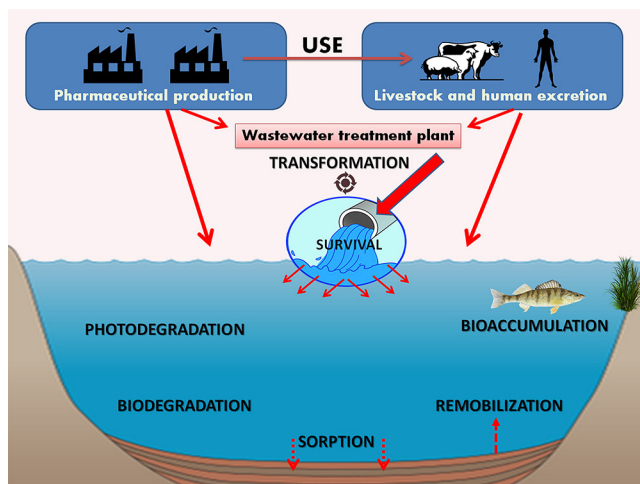 USE
Pharmaceutical production
Livestock and human excretion
Wastewater treatment plant
TRANSFORMATION
SURVIVAL
PHOTODEGRADATION
BIOACCUMULATION
BIODEGRADATION
REMOBILIZATION
SORPTION